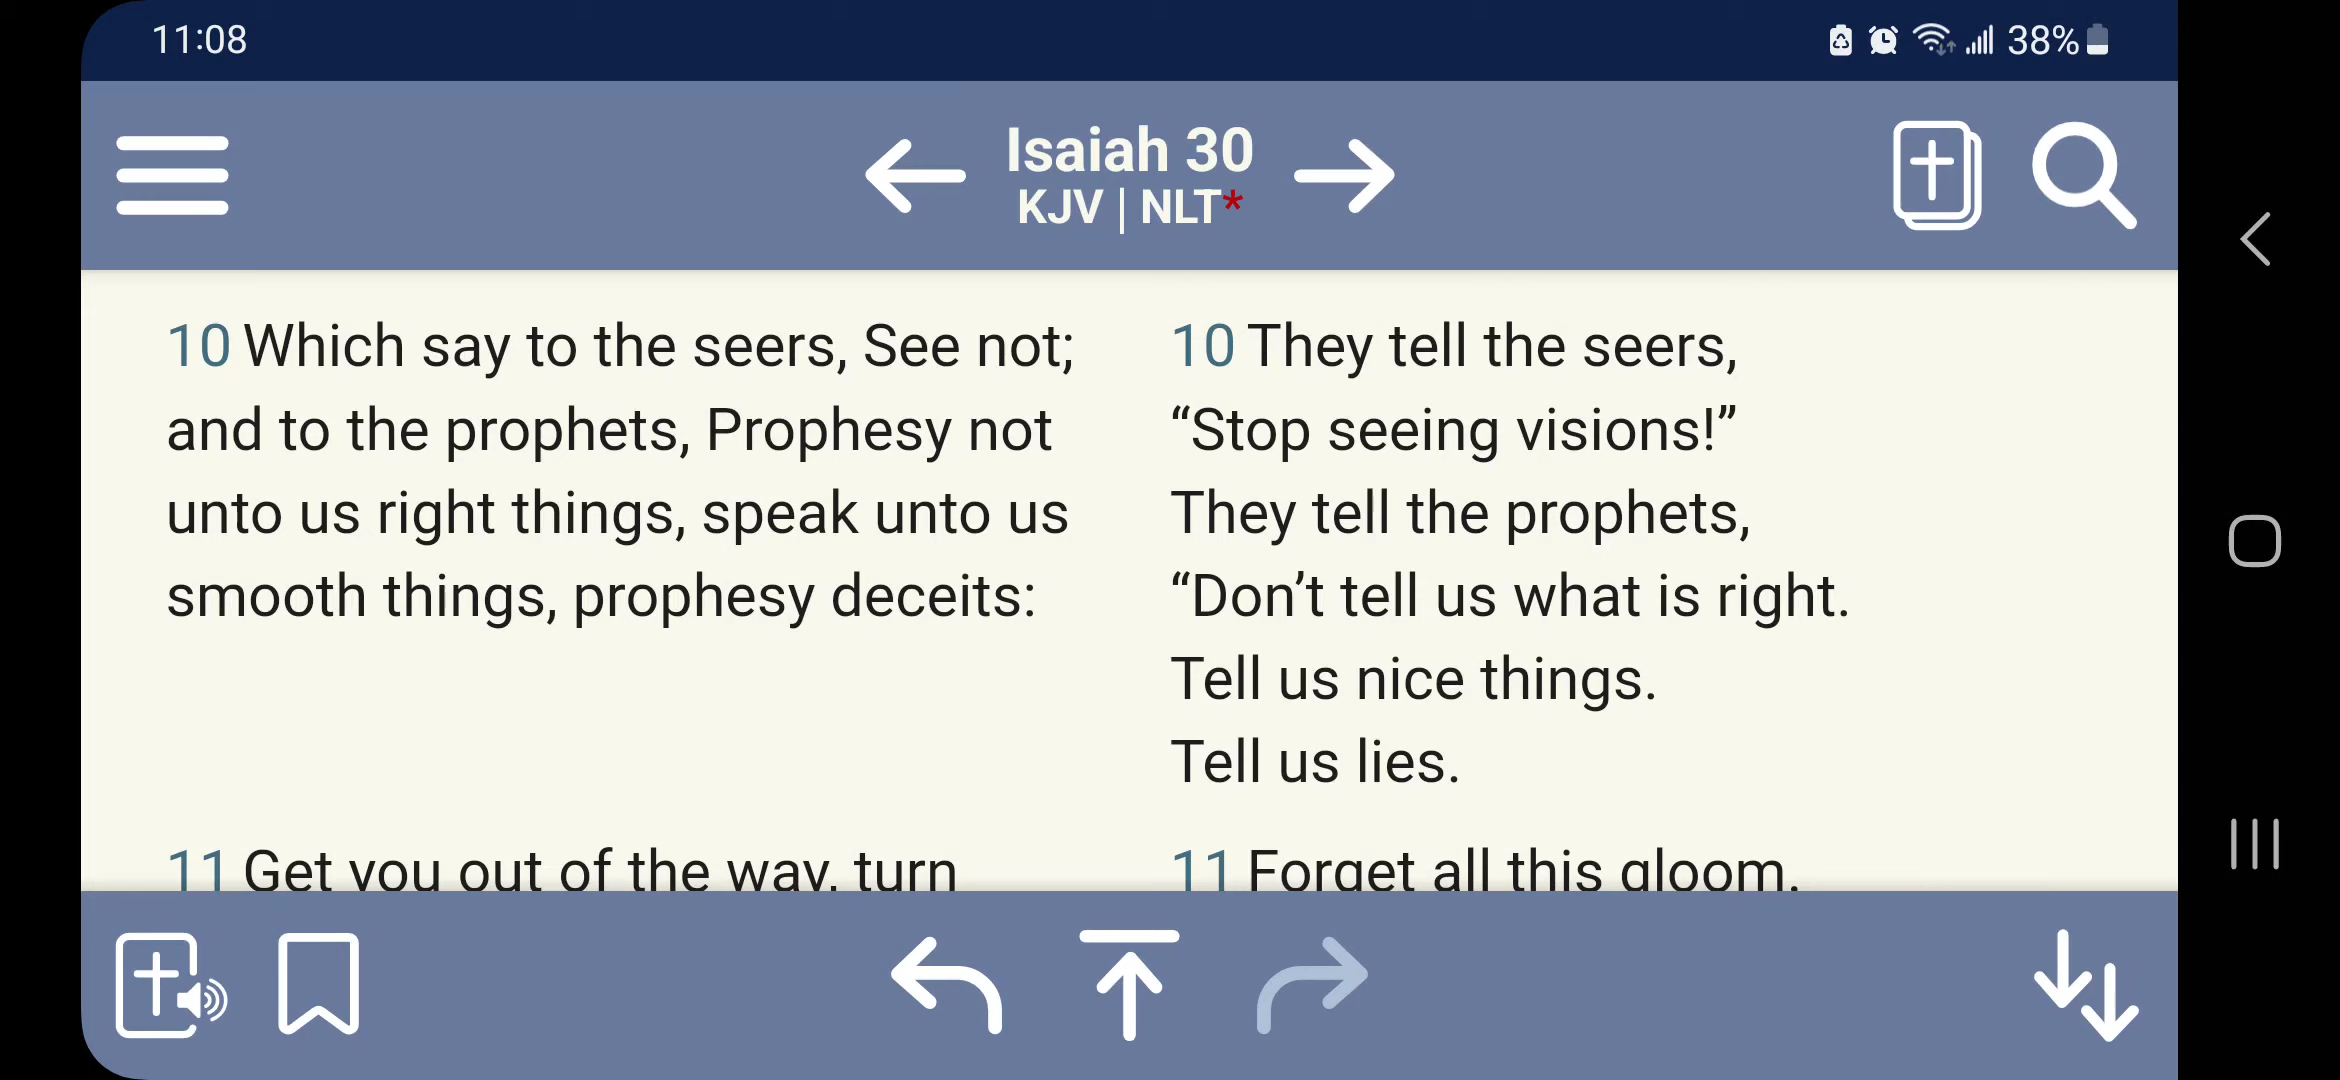 11:08
38%
Isaiah 30
KJV | NLT*
10 Which say to the seers, See not;
and to the prophets, Prophesy not
unto us right things, speak unto us
smooth things, prophesy deceits:
11 Get you out of the way, turn
10 They tell the seers,
“Stop seeing visions!”
They tell the prophets,
“Don’t tell us what is right.
Tell us nice things.
Tell us lies.
11 Forget all this gloom.